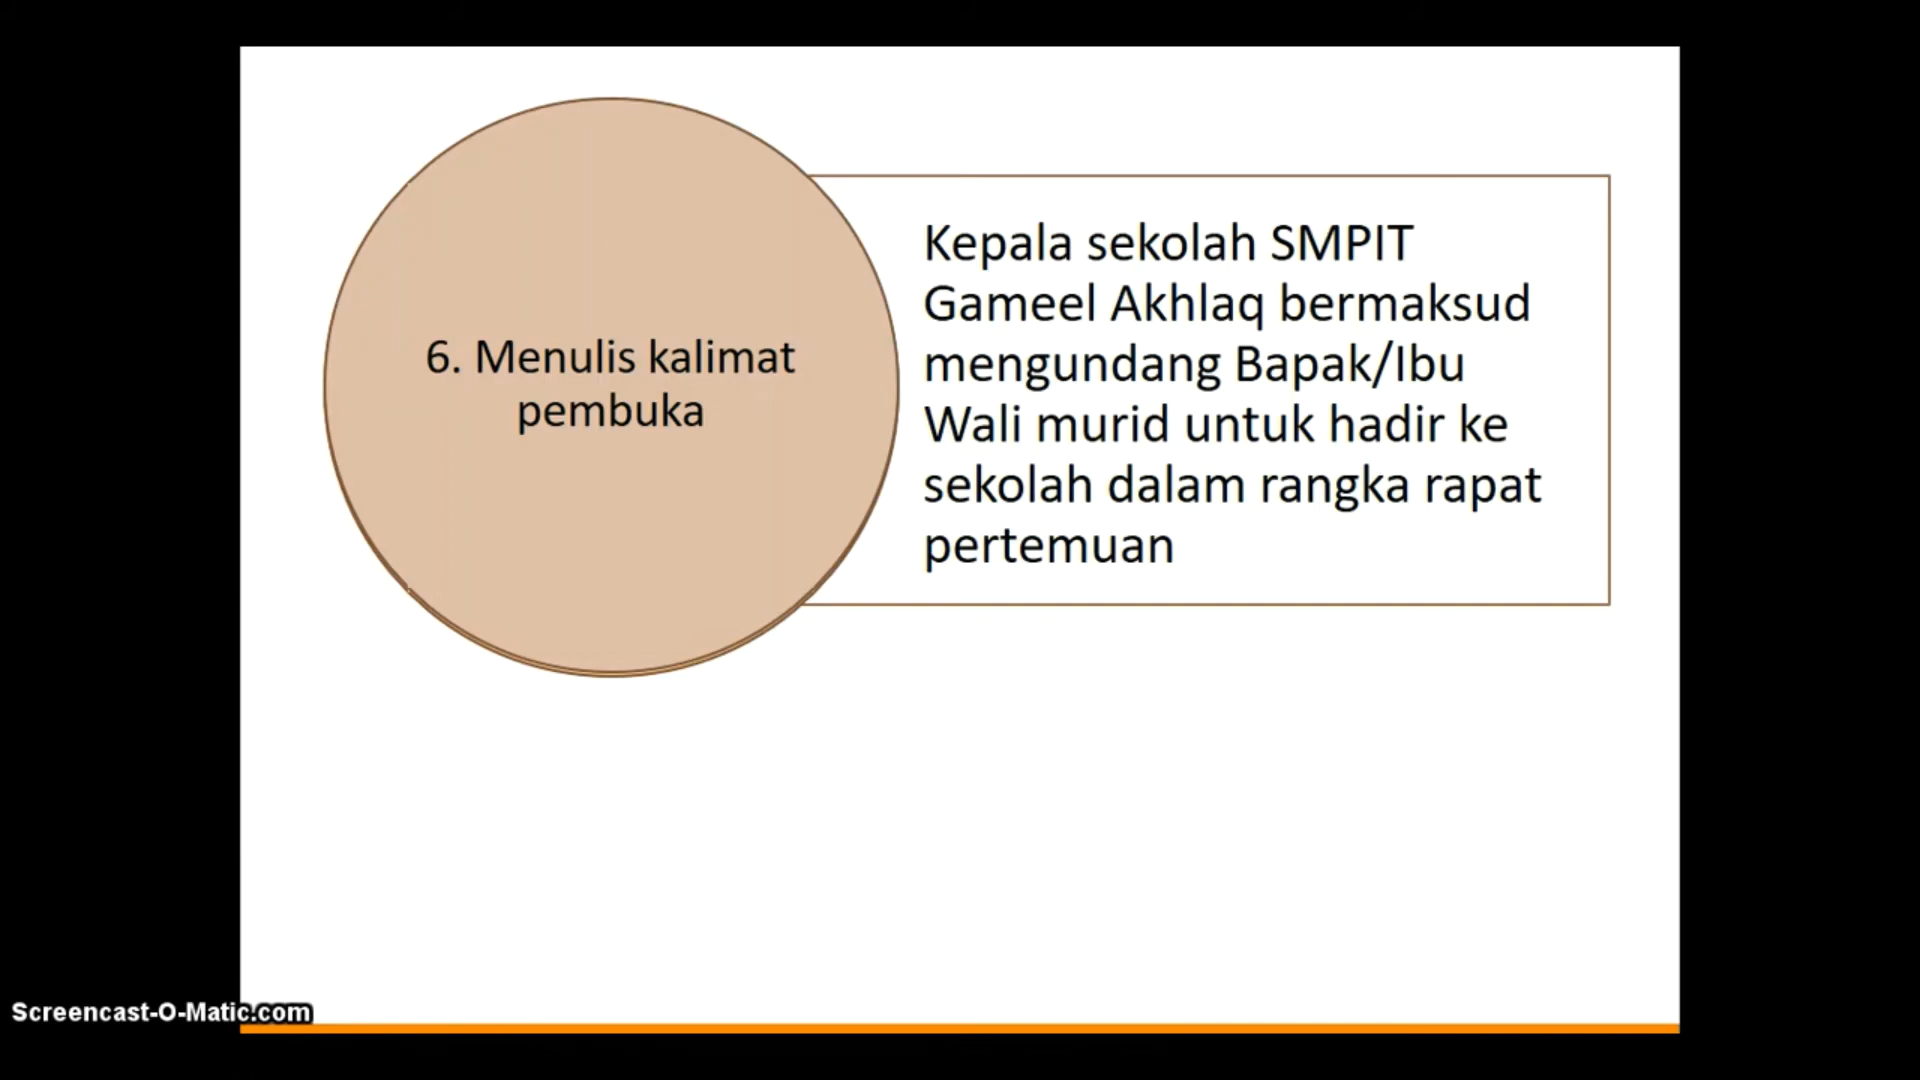 6. Menulis kalimat
pembuka
Kepala sekolah SMPIT
Gameel Akhlaq bermaksud
mengundang Bapak/Ibu
Wali murid untuk hadir ke
sekolah dalam rangka rapat
pertemuan
Screencast-O-Matic.com